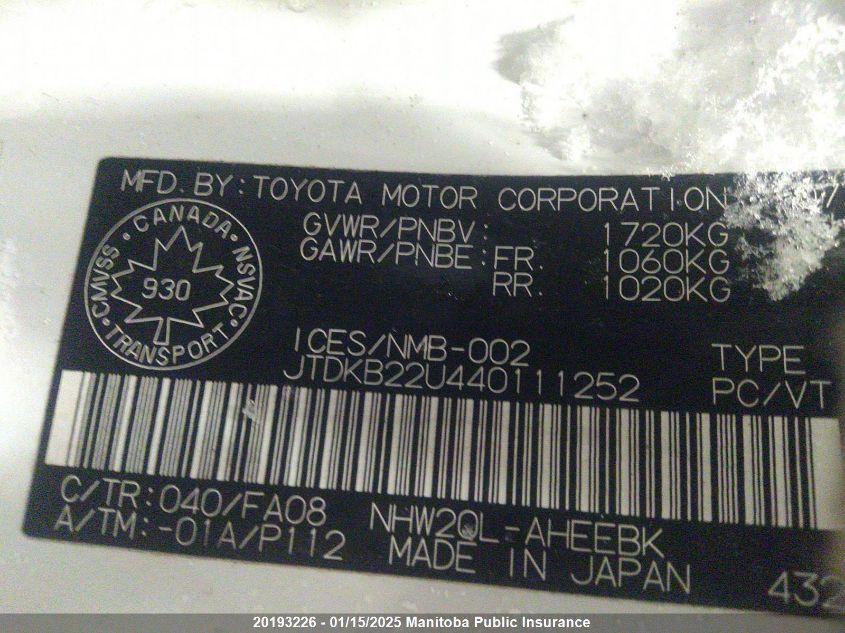 MFD. BY: TOYOTA MOTOR CORPORATION
GVWR/PNBV: 1720KG
GAWR/PNBE: FR. 1060KG
RR. 1020KG
CANADA
CMVSS
NSVAC
930
TRANSPORT
ICES/NMB-002
TYPE
JTDKB22U440111252
PC/VT
C/TR: 040/FA08
NHW20L-AHEEBK
A/TM: -01A/P112
MADE IN JAPAN
432
20193226 - 01/15/2025 Manitoba Public Insurance